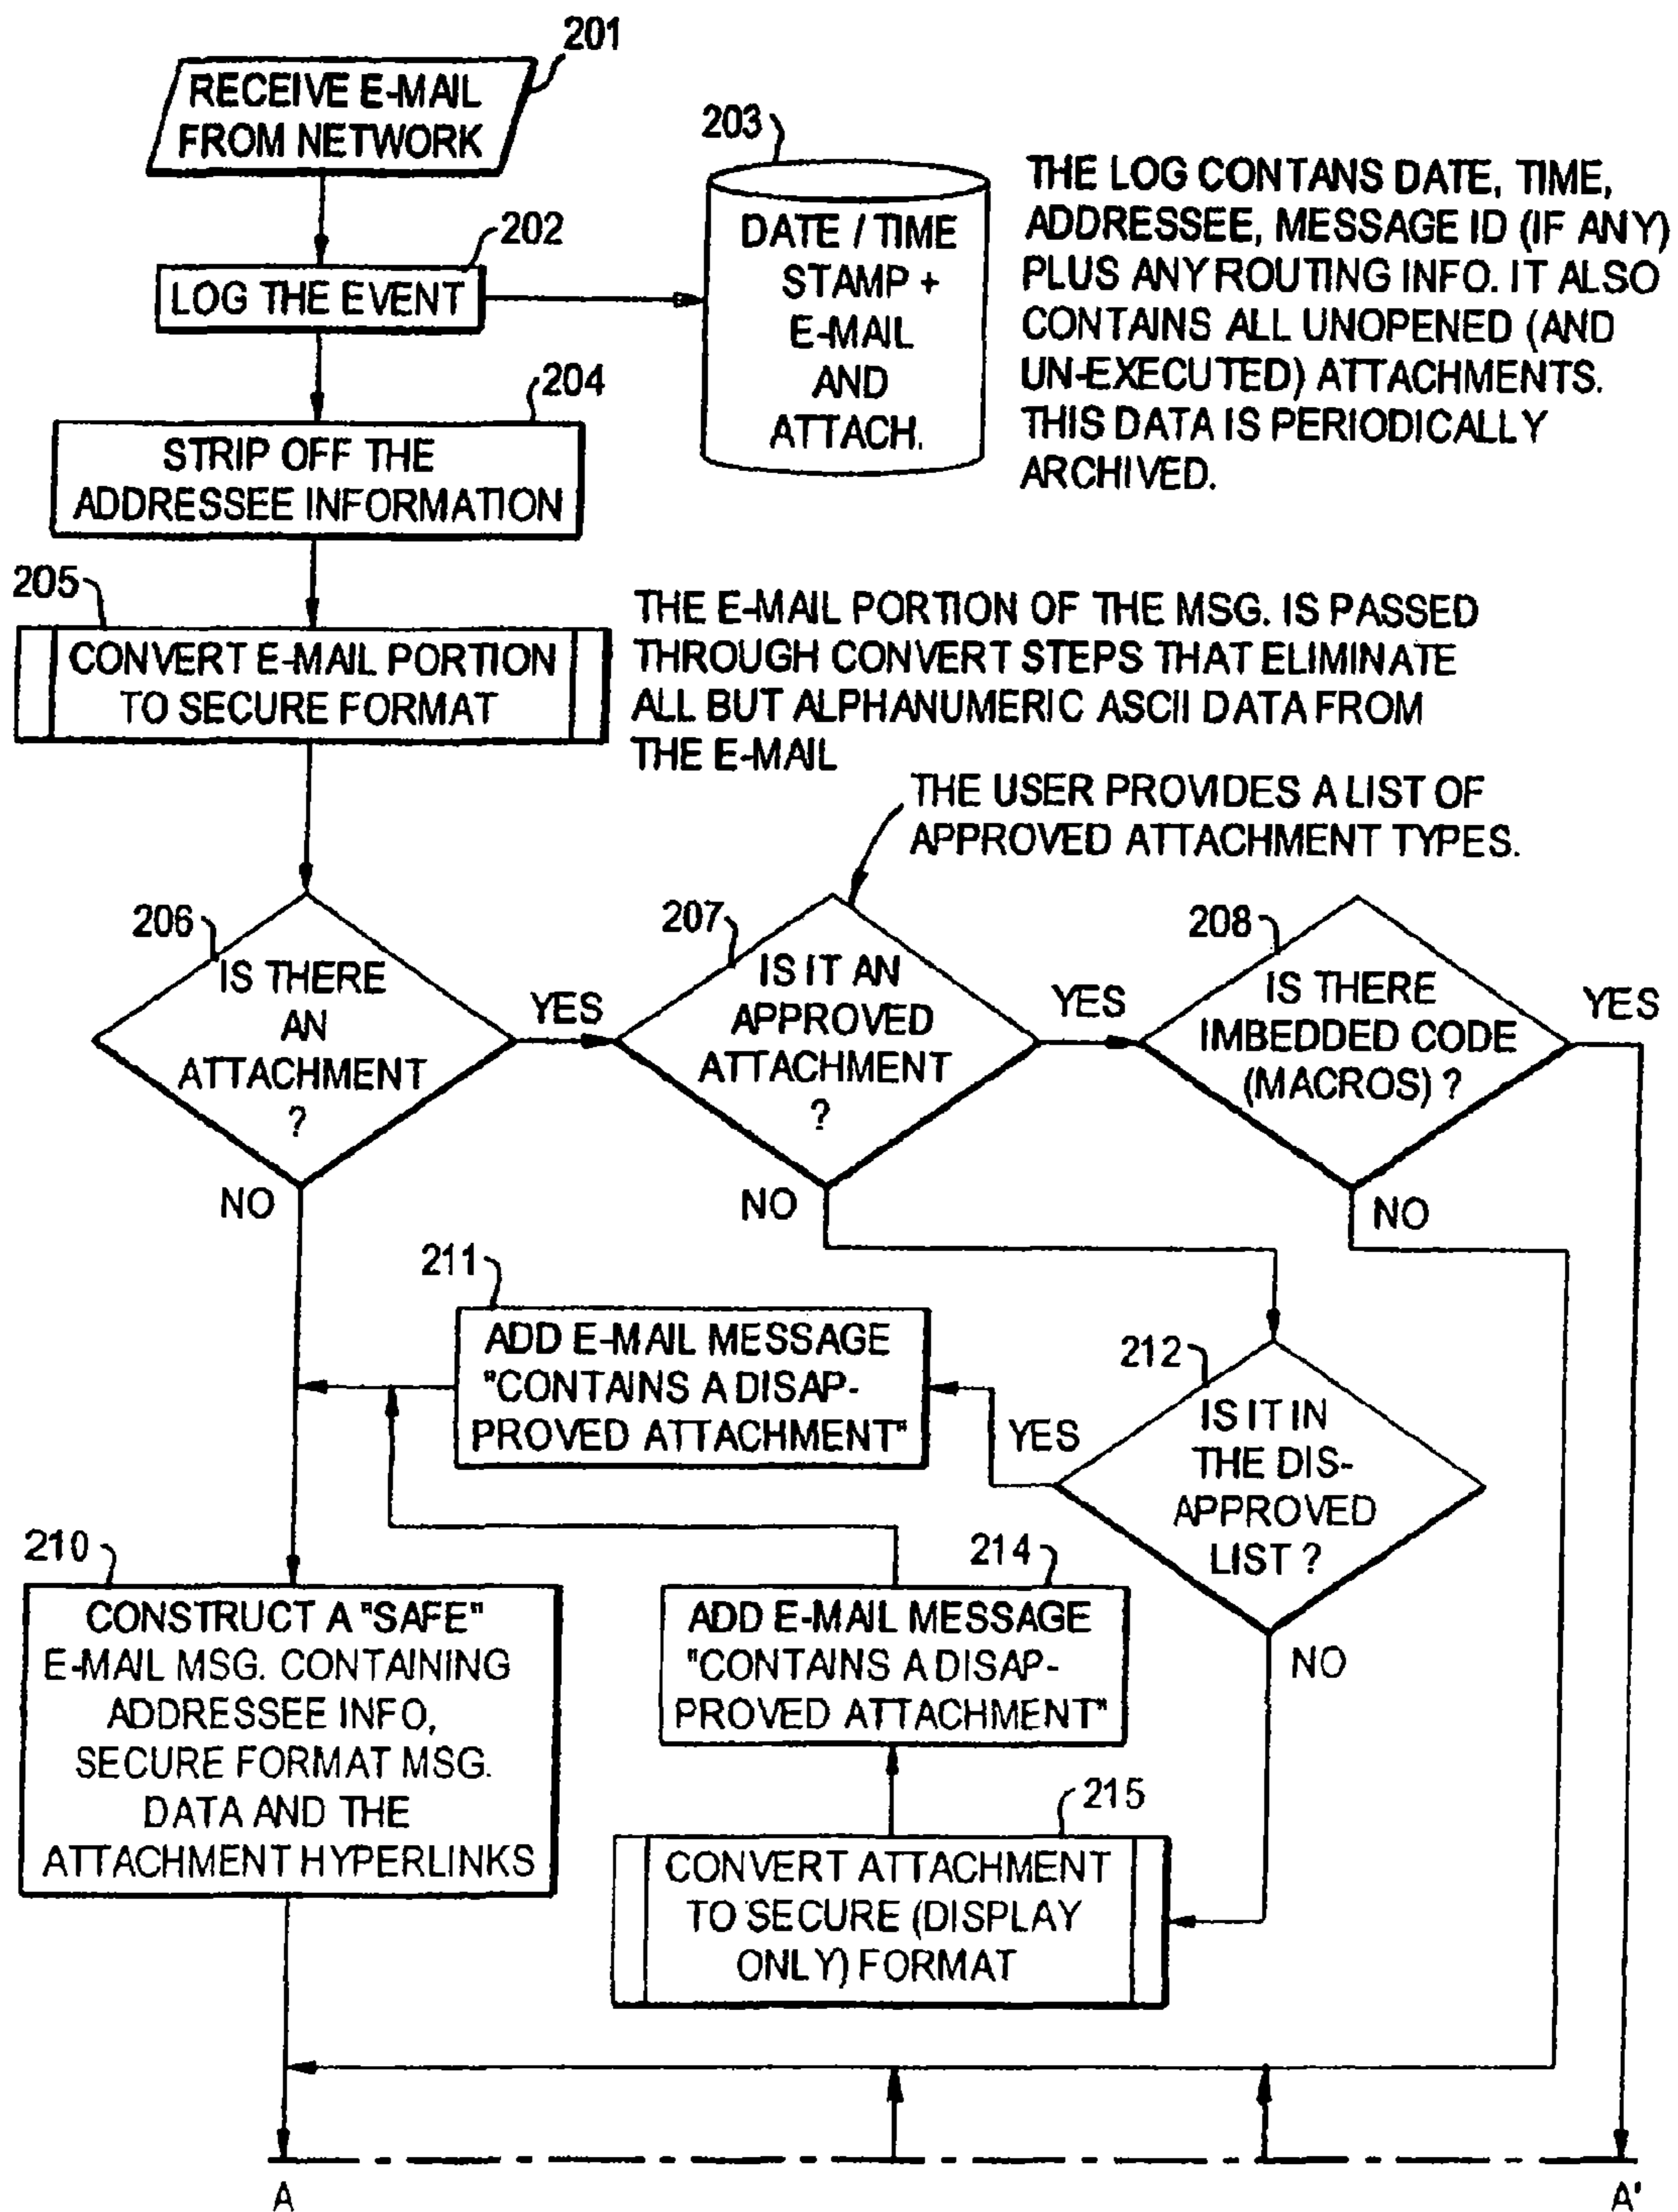 201
RECEIVE E-MAIL
FROM NETWORK
202
LOG THE EVENT
203
DATE / TIME
STAMP +
E-MAIL
AND
ATTACH.
THE LOG CONTANS DATE, TIME,
ADDRESSEE, MESSAGE ID (IF ANY)
PLUS ANY ROUTING INFO. IT ALSO
CONTAINS ALL UNOPENED (AND
UN-EXECUTED) ATTACHMENTS.
THIS DATA IS PERIODICALLY
ARCHIVED.
204
STRIP OFF THE
ADDRESSEE INFORMATION
205
CONVERT E-MAIL PORTION
TO SECURE FORMAT
THE E-MAIL PORTION OF THE MSG. IS PASSED
THROUGH CONVERT STEPS THAT ELIMINATE
ALL BUT ALPHANUMERIC ASCII DATA FROM
THE E-MAIL
THE USER PROVIDES A LIST OF
APPROVED ATTACHMENT TYPES.
206
IS THERE
AN
ATTACHMENT
?
YES
NO
207
IS IT AN
APPROVED
ATTACHMENT
?
YES
NO
208
IS THERE
IMBEDDED CODE
(MACROS) ?
YES
NO
211
ADD E-MAIL MESSAGE
"CONTAINS A DISAP-
PROVED ATTACHMENT"
YES
212
IS IT IN
THE DIS-
APPROVED
LIST ?
NO
210
CONSTRUCT A "SAFE"
E-MAIL MSG. CONTAINING
ADDRESSEE INFO,
SECURE FORMAT MSG.
DATA AND THE
ATTACHMENT HYPERLINKS
214
ADD E-MAIL MESSAGE
"CONTAINS A DISAP-
PROVED ATTACHMENT"
215
CONVERT ATTACHMENT
TO SECURE (DISPLAY
ONLY) FORMAT
A
A'